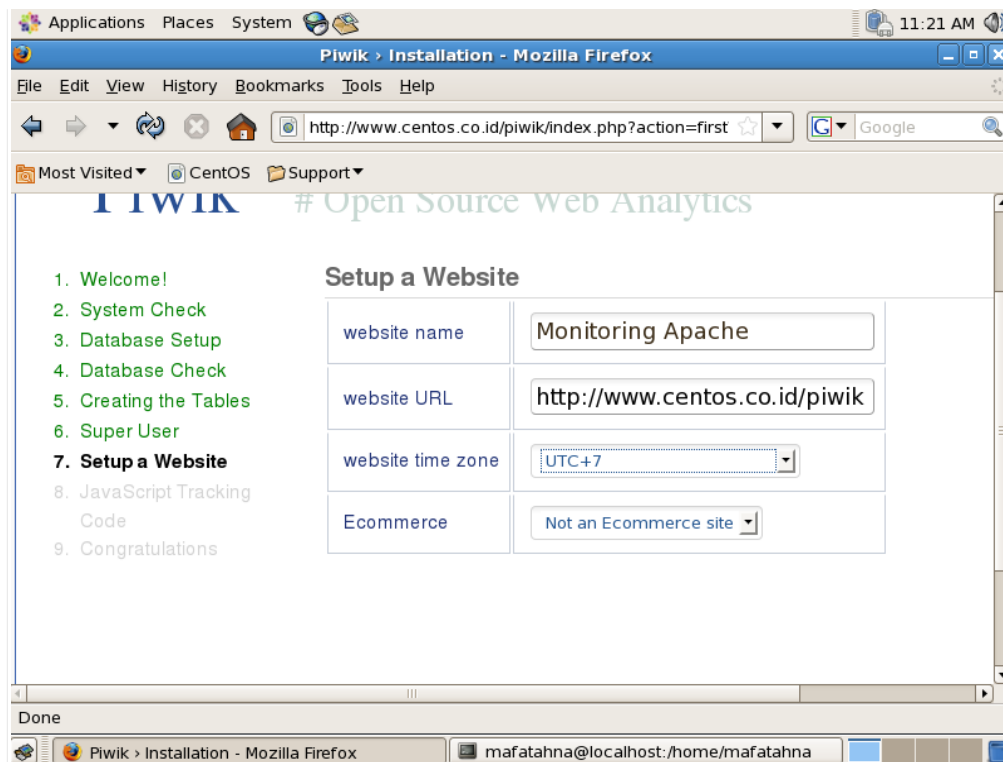 Applications Places System 11:21 AM
Piwik › Installation - Mozilla Firefox
File Edit View History Bookmarks Tools Help
http://www.centos.co.id/piwik/index.php?action=first G Google
Most Visited CentOS Support
Piwik # Open Source Web Analytics
1. Welcome!
2. System Check
3. Database Setup
4. Database Check
5. Creating the Tables
6. Super User
7. Setup a Website
8. JavaScript Tracking
Code
9. Congratulations
Setup a Website
website name Monitoring Apache
website URL http://www.centos.co.id/piwik
website time zone UTC+7
Ecommerce Not an Ecommerce site
Done
Piwik › Installation - Mozilla Firefox mafatahna@localhost:/home/mafatahna